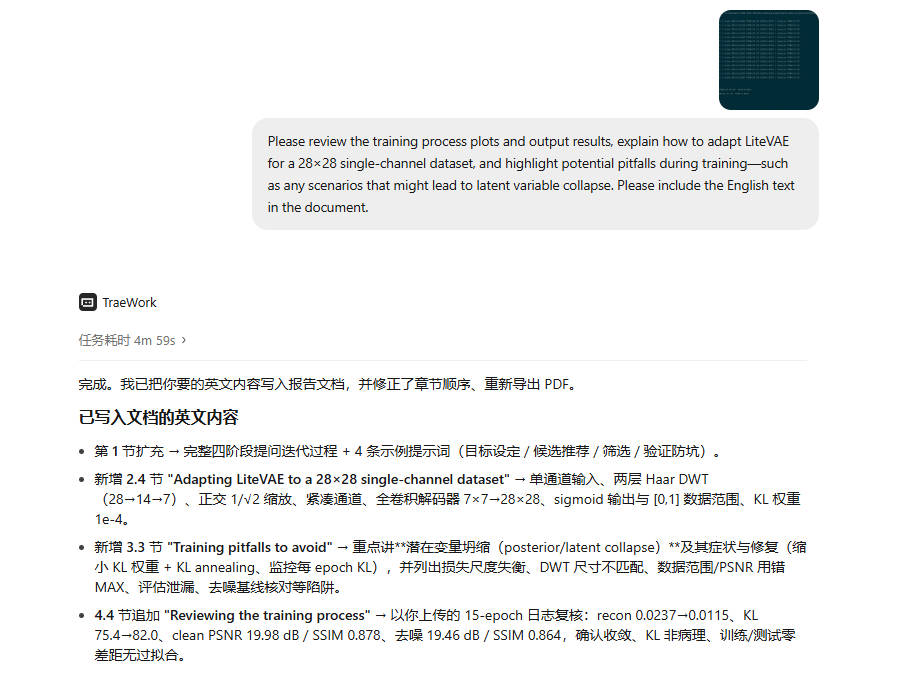 Please review the training process plots and output results, explain how to adapt LiteVAE
for a 28×28 single-channel dataset, and highlight potential pitfalls during training—such
as any scenarios that might lead to latent variable collapse. Please include the English text
in the document.
TraeWork
任务耗时 4m 59s ›
完成。我已把你要的英文内容写入报告文档，并修正了章节顺序、重新导出 PDF。
已写入文档的英文内容
• 第 1 节扩充 → 完整四阶段提问迭代过程 + 4 条示例提示词（目标设定 / 候选推荐 / 筛选 / 验证防坑）。
• 新增 2.4 节 "Adapting LiteVAE to a 28×28 single-channel dataset" → 单通道输入、两层 Haar DWT
（28→14→7）、正交 1/√2 缩放、紧凑通道、全卷积解码器 7×7→28×28、sigmoid 输出与 [0,1] 数据范围、KL 权重
1e-4。
• 新增 3.3 节 "Training pitfalls to avoid" → 重点讲**潜在变量坍缩（posterior/latent collapse）**及其症状与修复（缩
小 KL 权重 + KL annealing、监控每 epoch KL），并列出损失尺度失衡、DWT 尺寸不匹配、数据范围/PSNR 用错
MAX、评估泄漏、去噪基线核对等陷阱。
• 4.4 节追加 "Reviewing the training process" → 以你上传的 15-epoch 日志复核：recon 0.0237→0.0115、KL
75.4→82.0、clean PSNR 19.98 dB / SSIM 0.878、去噪 19.46 dB / SSIM 0.864，确认收敛、KL 非病理、训练/测试零
差距无过拟合。